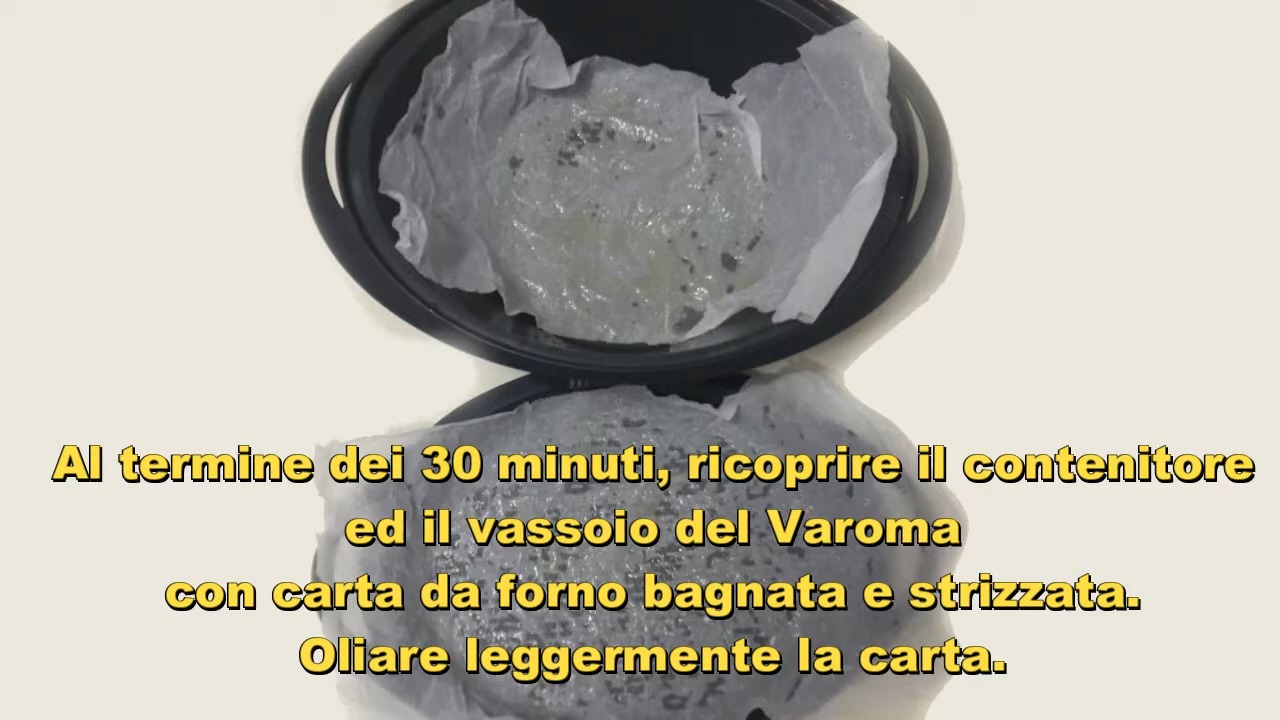 Al termine dei 30 minuti, ricoprire il contenitore
ed il vassoio del Varoma
con carta da forno bagnata e strizzata.
Oliare leggermente la carta.